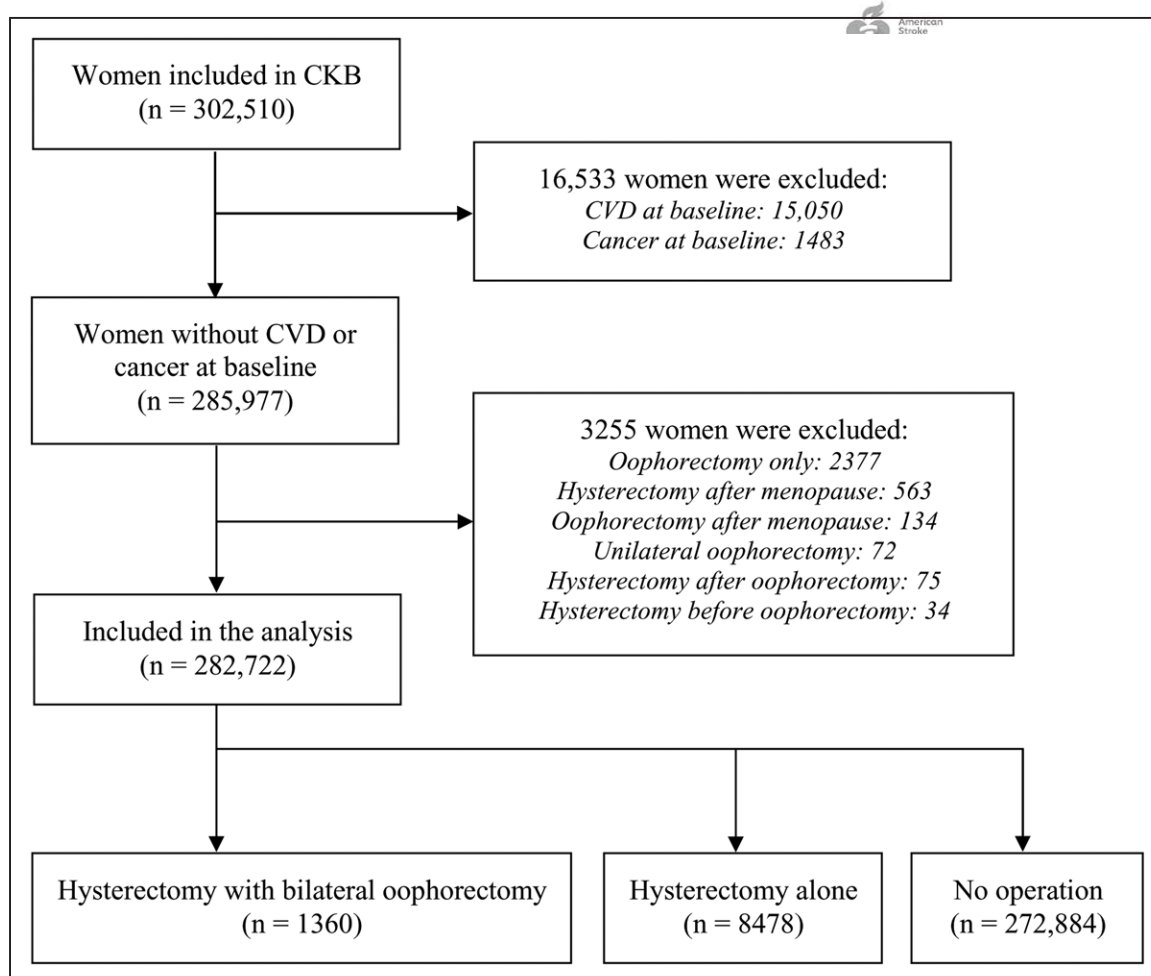 American
Stroke
Women included in CKB
(n = 302,510)
16,533 women were excluded:
CVD at baseline: 15,050
Cancer at baseline: 1483
Women without CVD or
cancer at baseline
(n = 285,977)
3255 women were excluded:
Oophorectomy only: 2377
Hysterectomy after menopause: 563
Oophorectomy after menopause: 134
Unilateral oophorectomy: 72
Hysterectomy after oophorectomy: 75
Hysterectomy before oophorectomy: 34
Included in the analysis
(n = 282,722)
Hysterectomy with bilateral oophorectomy
(n = 1360)
Hysterectomy alone
(n = 8478)
No operation
(n = 272,884)